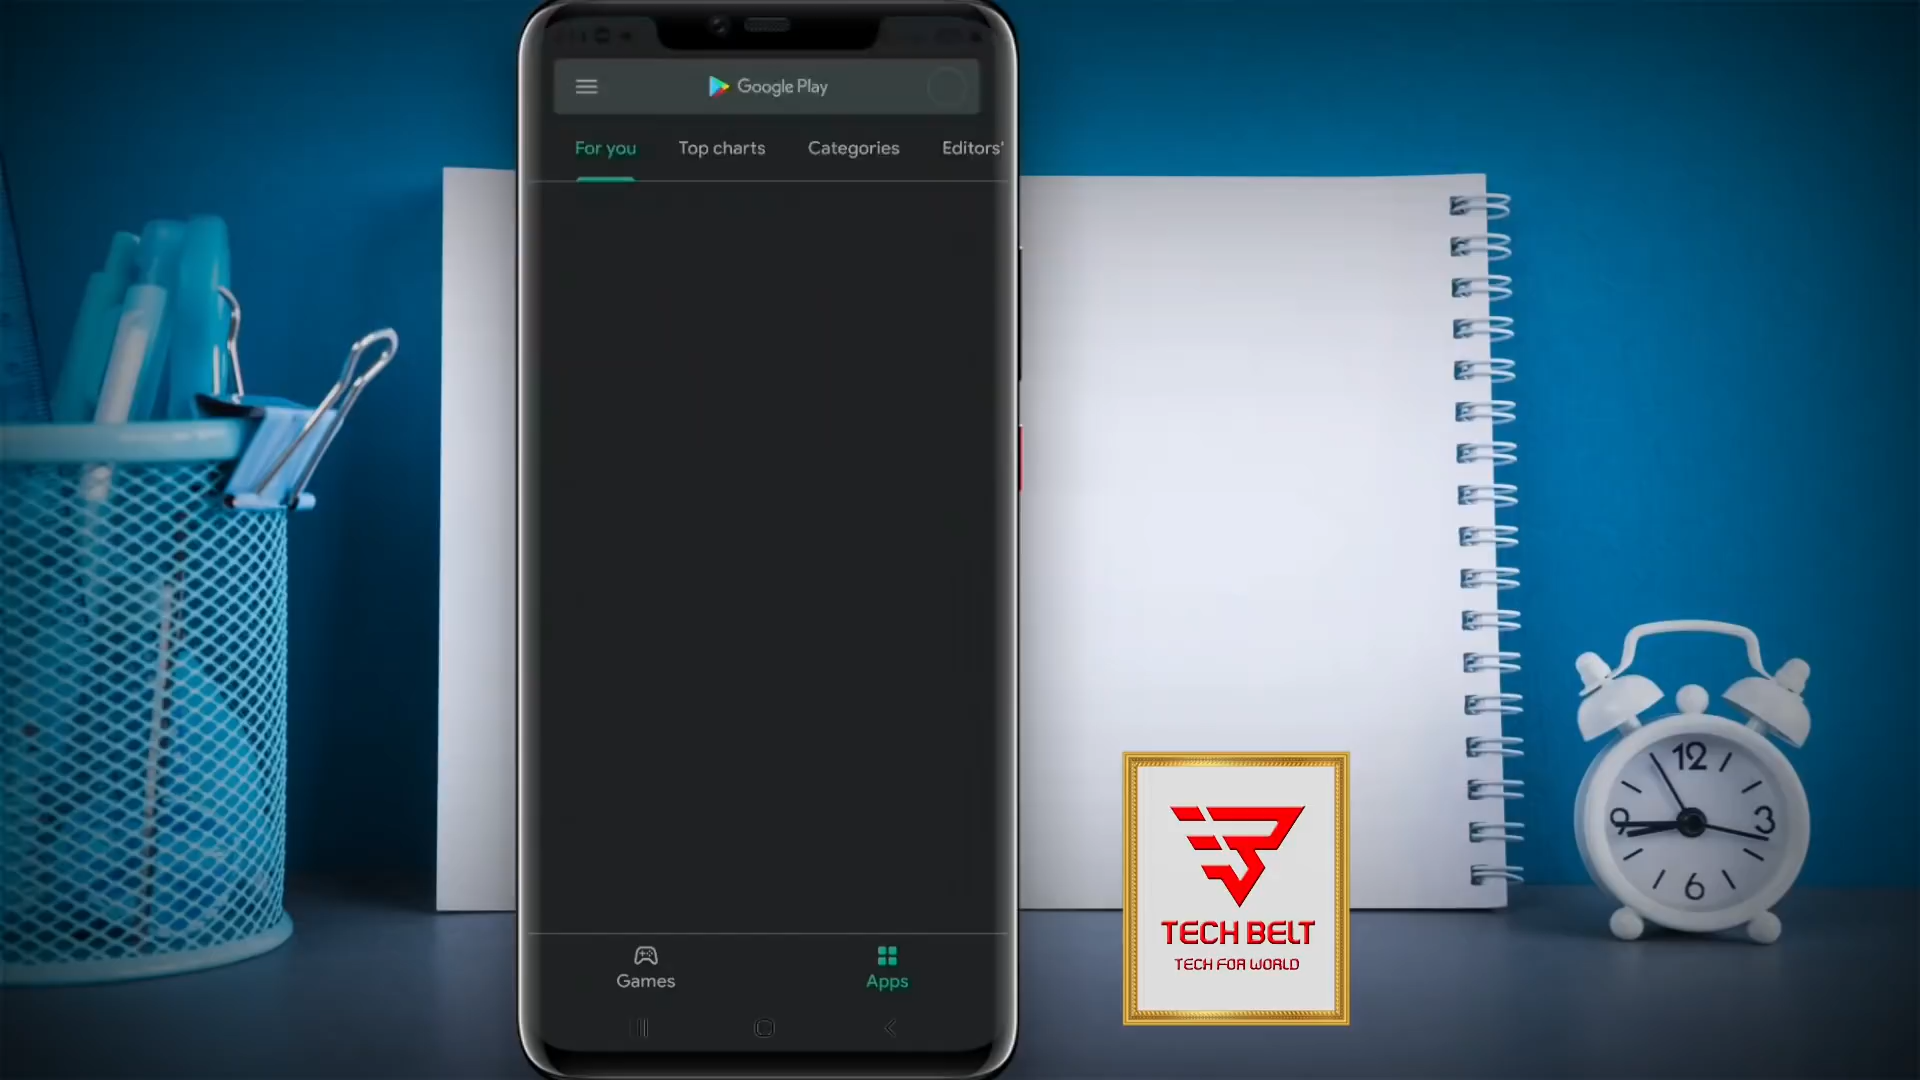 Google Play
For you
Top charts
Categories
Editors'
Games
Apps
12
9
3
6
TECH BELT
TECH FOR WORLD